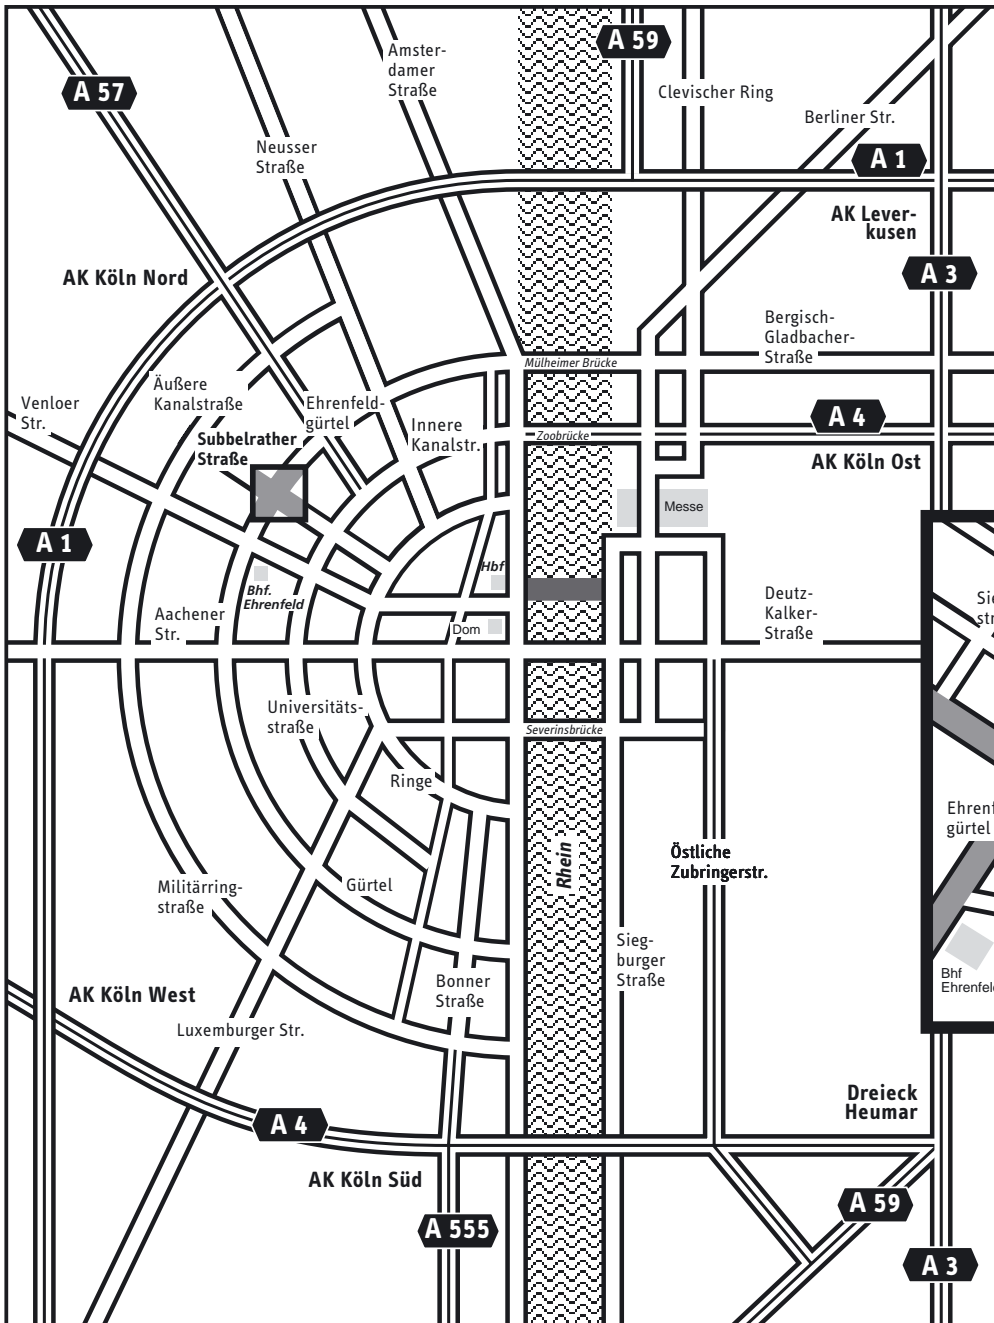 A 59
Amster-
damer
Straße
A 57
Clevischer Ring
Berliner Str.
Neusser
Straße
A 1
AK Lever-
kusen
AK Köln Nord
A 3
Bergisch-
Gladbacher-
Straße
Mülheimer Brücke
Äußere
Kanalstraße
Venloer
Str.
Ehrenfeld-
gürtel
Innere
Kanalstr.
A 4
Subbelrather
Straße
Zoobrücke
AK Köln Ost
Messe
A 1
Hbf
Bhf.
Ehrenfeld
Aachener
Str.
Dom
Deutz-
Kalker-
Straße
Universitäts-
straße
Severinsbrücke
Ringe
Ehrenf
gürtel
Rhein
Östliche
Zubringerstr.
Militärring-
straße
Gürtel
Sieg-
burger
Straße
Bonner
Straße
Bhf
Ehrenfeld
AK Köln West
Luxemburger Str.
Dreieck
Heumar
A 4
AK Köln Süd
A 59
A 555
A 3